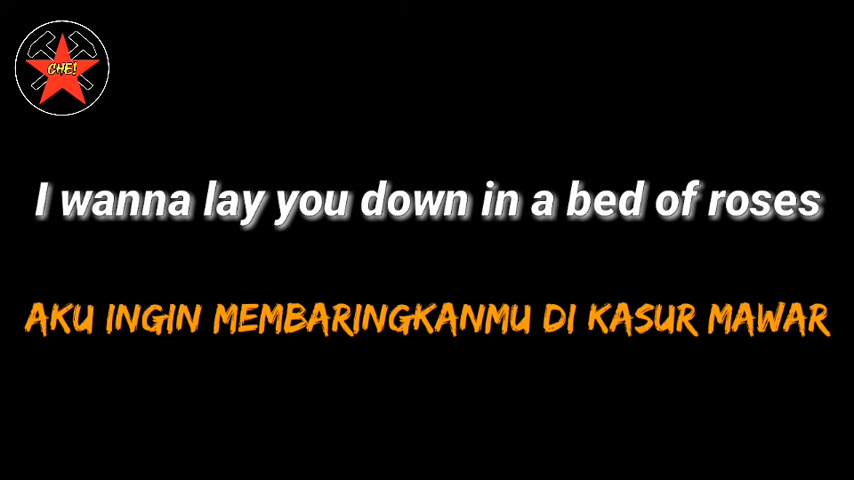 CHE!
I wanna lay you down in a bed of roses
AKU INGIN MEMBARINGKANMU DI KASUR MAWAR